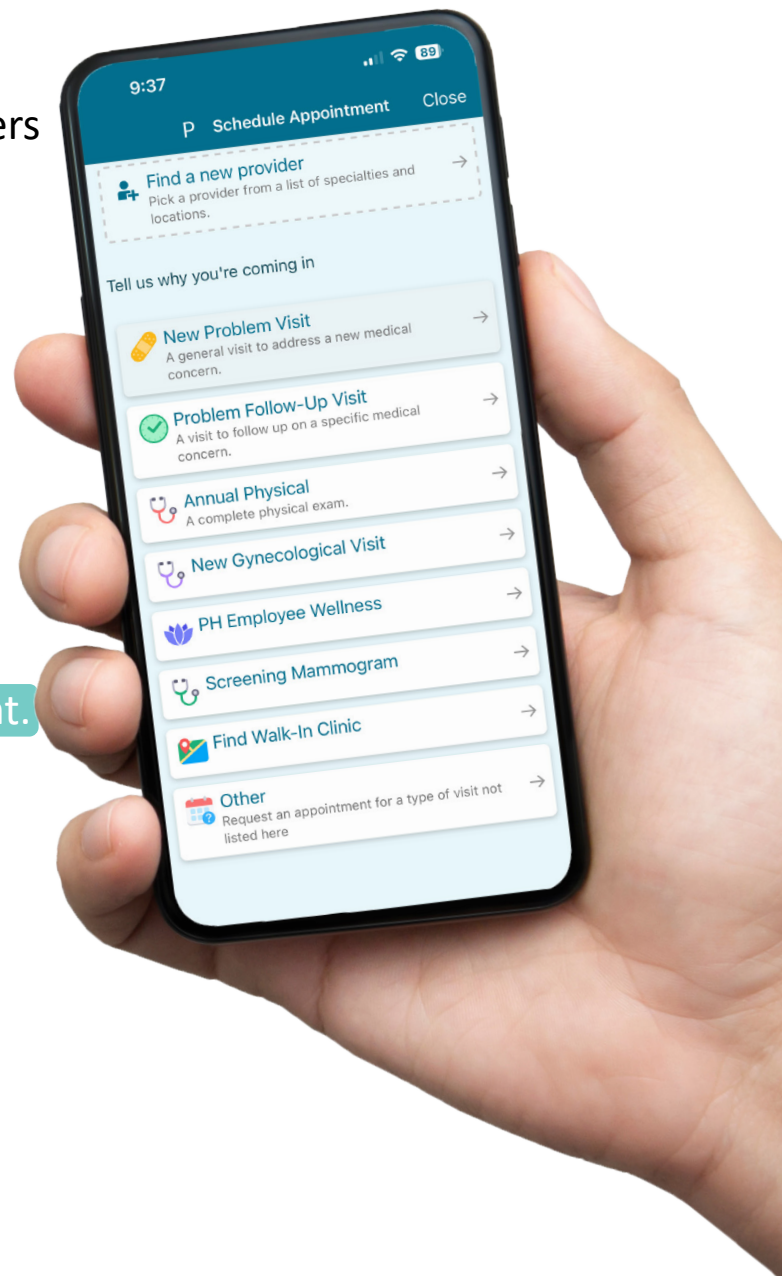 9:37
89
ers
P Schedule Appointment Close
Find a new provider
Pick a provider from a list of specialties and
locations.
Tell us why you're coming in
New Problem Visit
A general visit to address a new medical
concern.
Problem Follow-Up Visit
A visit to follow up on a specific medical
concern.
Annual Physical
A complete physical exam.
New Gynecological Visit
PH Employee Wellness
Screening Mammogram
nt.
Find Walk-In Clinic
Other
Request an appointment for a type of visit not
listed here